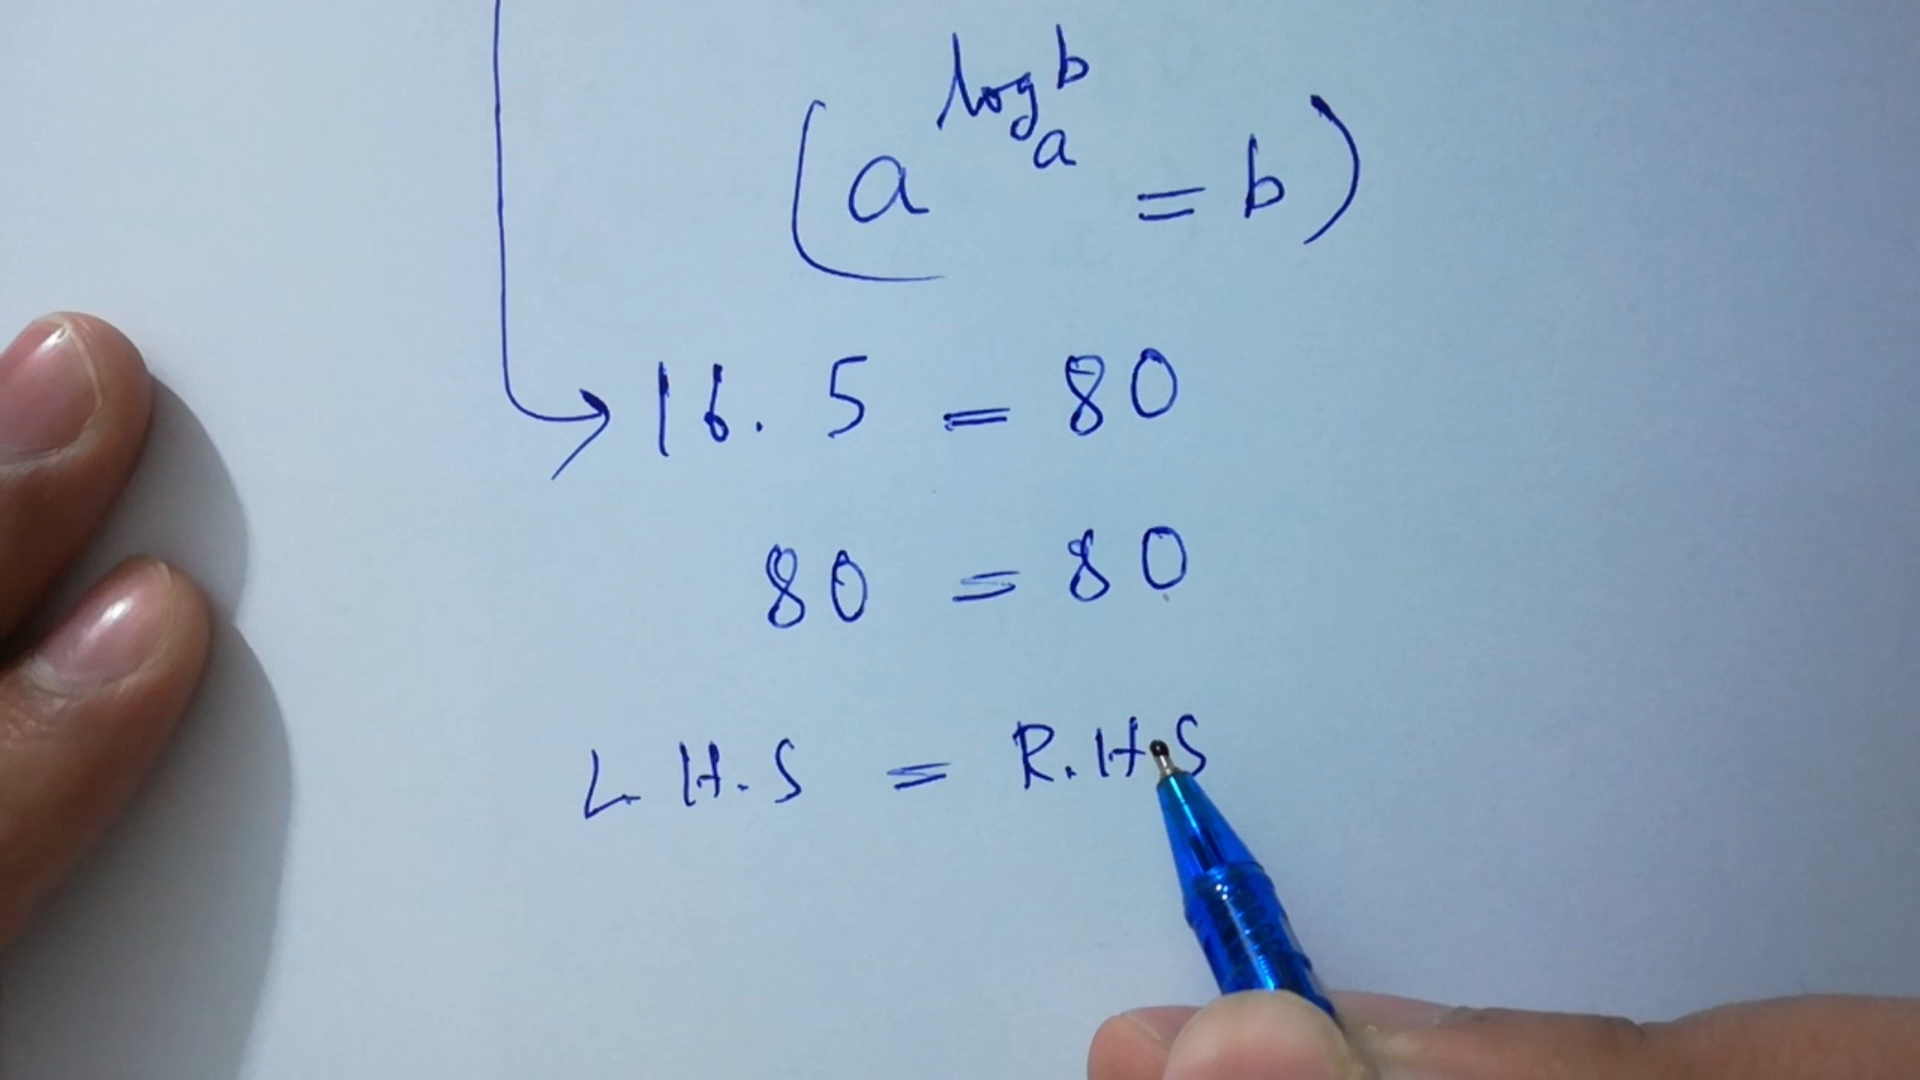 (a^log_a b = b)
16. 5 = 80
80 = 80
L.H.S = R.H.S